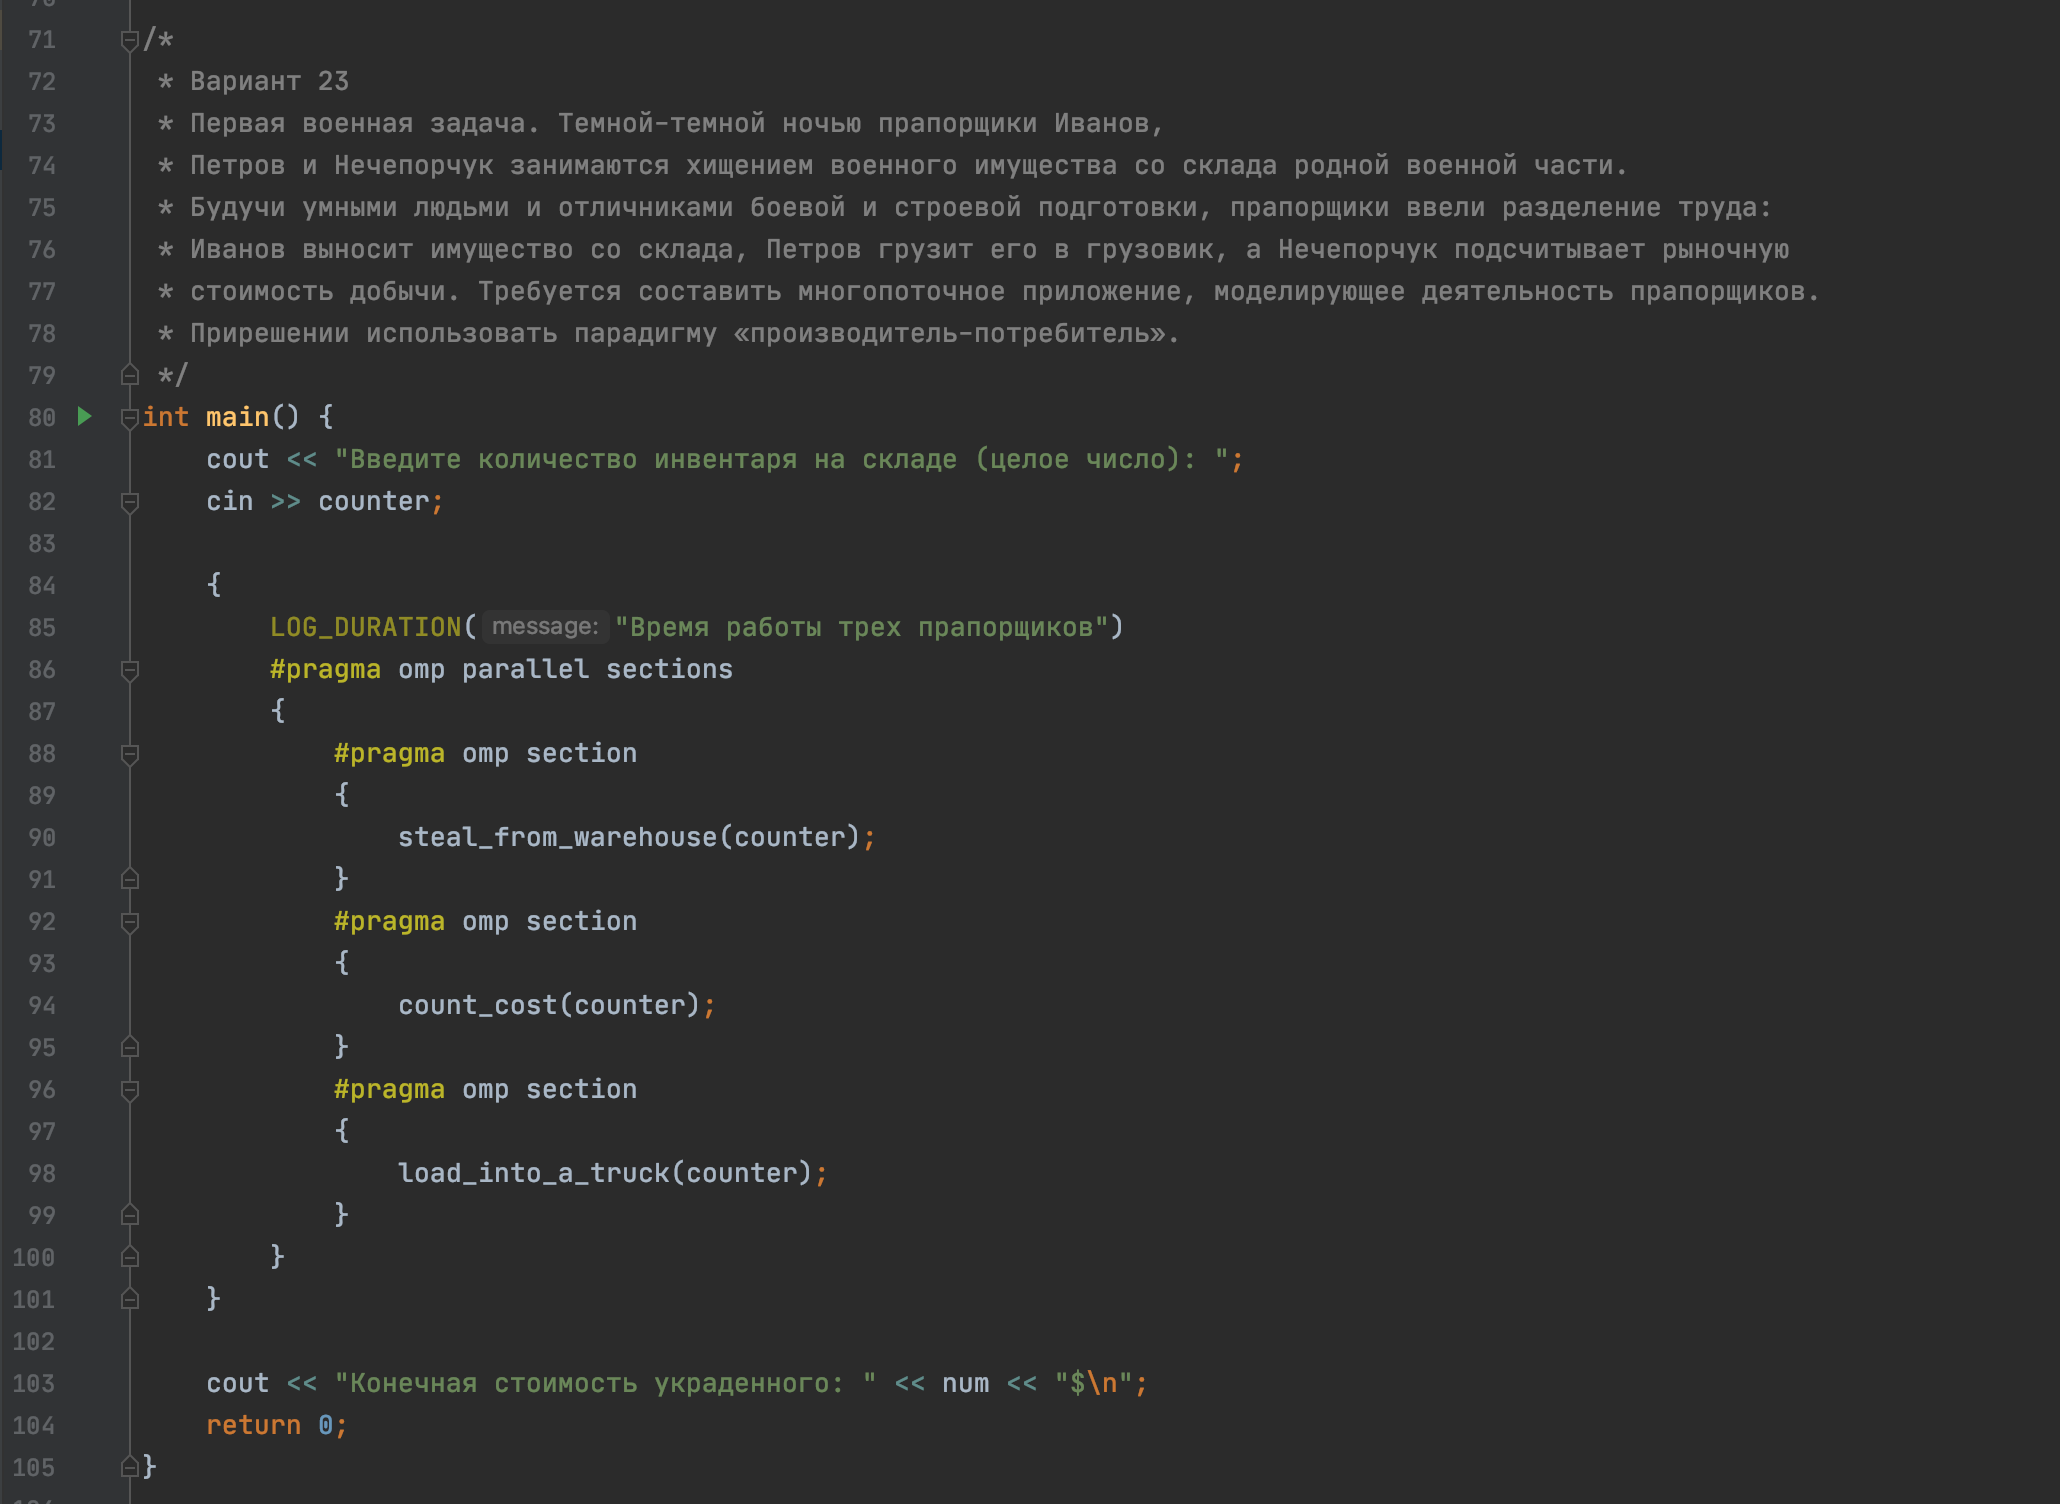 71 /*
72 * Вариант 23
73 * Первая военная задача. Темной-темной ночью прапорщики Иванов,
74 * Петров и Нечепорчук занимаются хищением военного имущества со склада родной военной части.
75 * Будучи умными людьми и отличниками боевой и строевой подготовки, прапорщики ввели разделение труда:
76 * Иванов выносит имущество со склада, Петров грузит его в грузовик, а Нечепорчук подсчитывает рыночную
77 * стоимость добычи. Требуется составить многопоточное приложение, моделирующее деятельность прапорщиков.
78 * Прирешении использовать парадигму «производитель-потребитель».
79 */
80 int main() {
81     cout << "Введите количество инвентаря на складе (целое число): ";
82     cin >> counter;
83
84     {
85         LOG_DURATION( message: "Время работы трех прапорщиков")
86         #pragma omp parallel sections
87         {
88             #pragma omp section
89             {
90                 steal_from_warehouse(counter);
91             }
92             #pragma omp section
93             {
94                 count_cost(counter);
95             }
96             #pragma omp section
97             {
98                 load_into_a_truck(counter);
99             }
100         }
101     }
102
103     cout << "Конечная стоимость украденного: " << num << "$\n";
104     return 0;
105 }